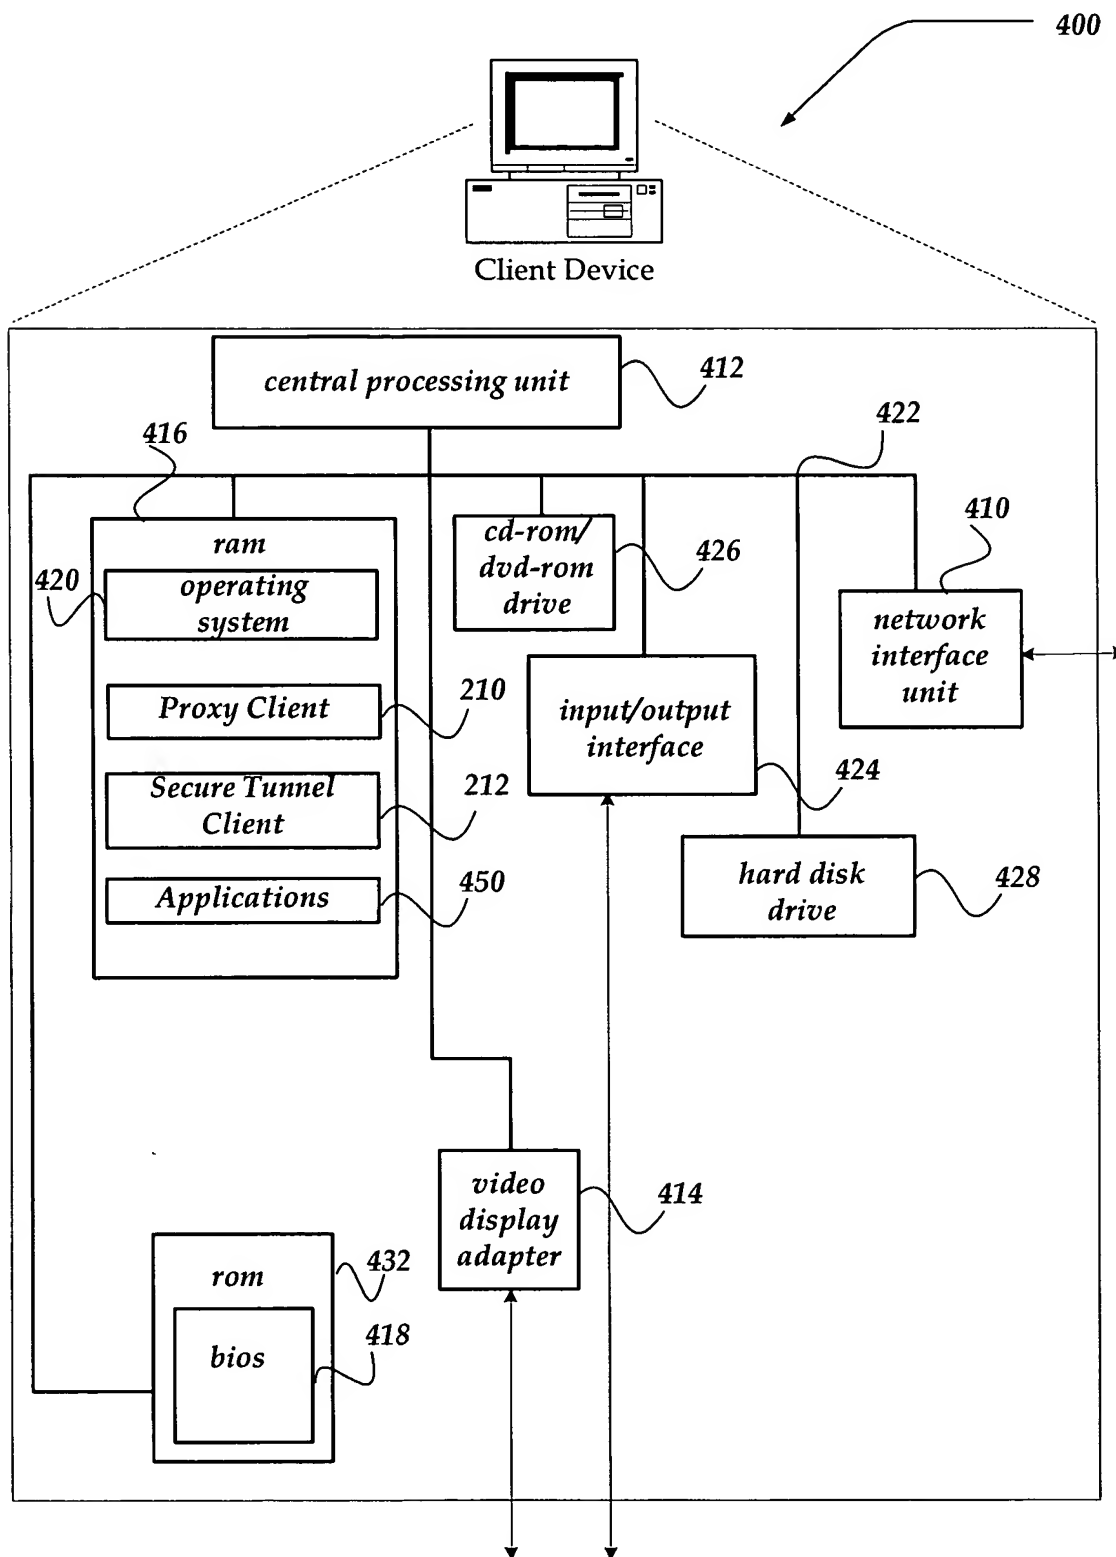 400
Client Device
central processing unit
412
422
416
410
ram
cd-rom/
dvd-rom
drive
426
420
operating
system
network
interface
unit
Proxy Client
210
input/output
interface
424
Secure Tunnel
Client
212
hard disk
drive
428
Applications
450
video
display
adapter
414
rom
432
bios
418